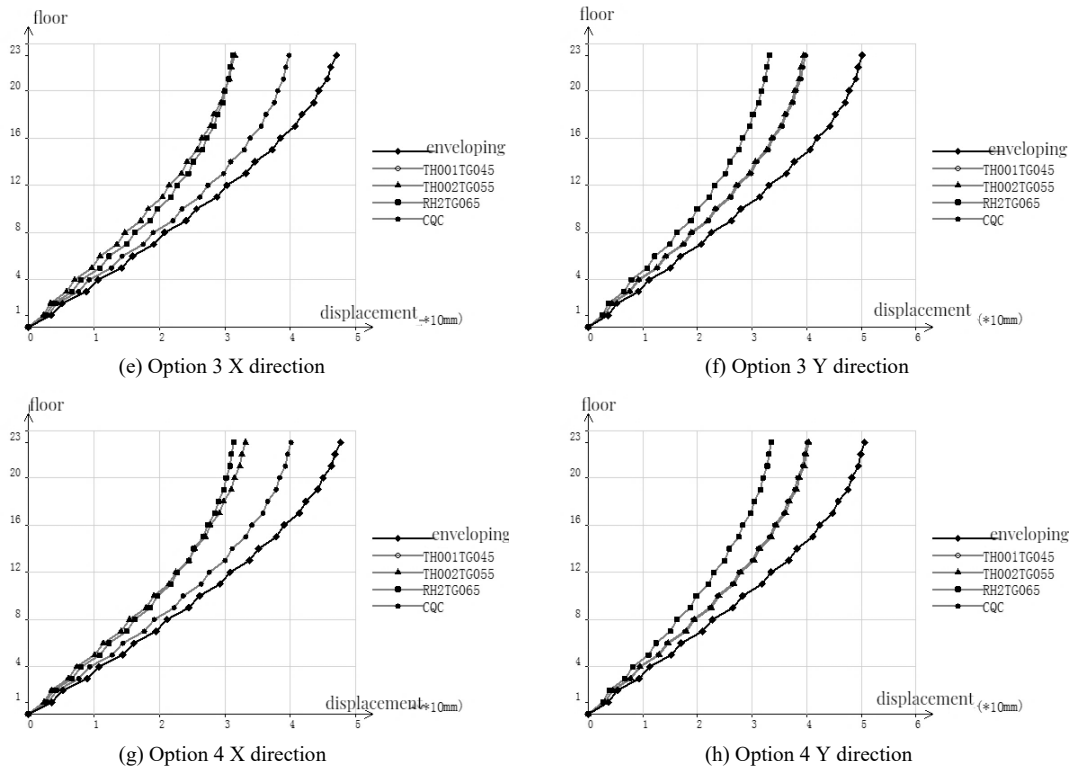 floor
23
20
16
12
8
4
1
0 1 2 3 4 5
enveloping
TH001TG045
TH002TG055
RH2TG065
CQC
displacement (*10mm)
(e) Option 3 X direction
floor
23
20
16
12
8
4
1
0 1 2 3 4 5 6
enveloping
TH001TG045
TH002TG055
RH2TG065
CQC
displacement (*10mm)
(f) Option 3 Y direction
floor
23
20
16
12
8
4
1
0 1 2 3 4 5
enveloping
TH001TG045
TH002TG055
RH2TG065
CQC
displacement (*10mm)
(g) Option 4 X direction
floor
23
20
16
12
8
4
1
0 1 2 3 4 5 6
enveloping
TH001TG045
TH002TG055
RH2TG065
CQC
displacement (*10mm)
(h) Option 4 Y direction